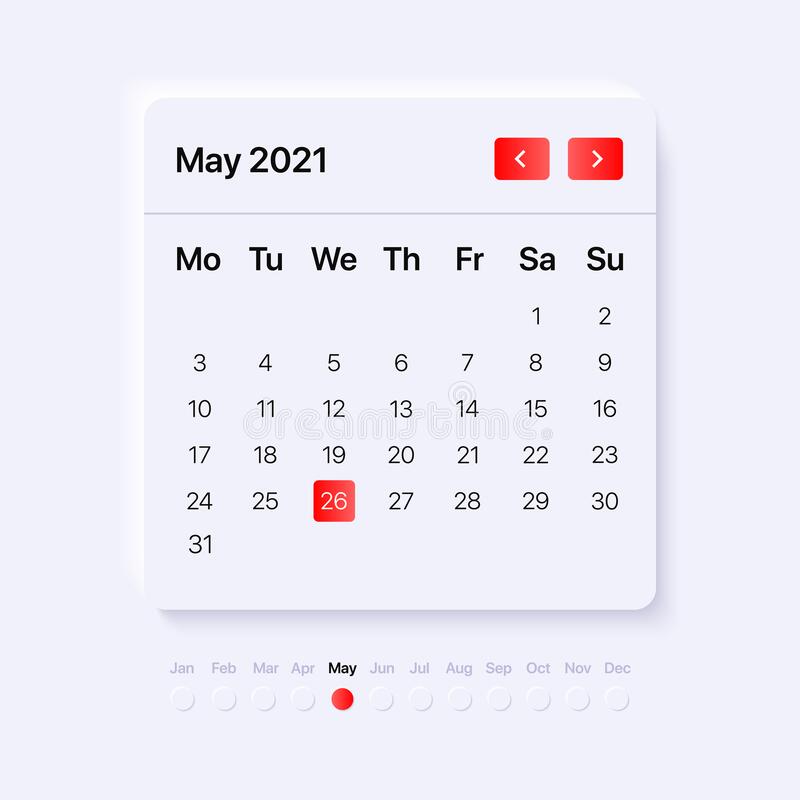 May 2021
Mo Tu We Th Fr Sa Su
1 2
3 4 5 6 7 8 9
10 11 12 13 14 15 16
dreamstime.
17 18 19 20 21 22 23
24 25 26 27 28 29 30
31
Jan Feb Mar Apr May Jun Jul Aug Sep Oct Nov Dec